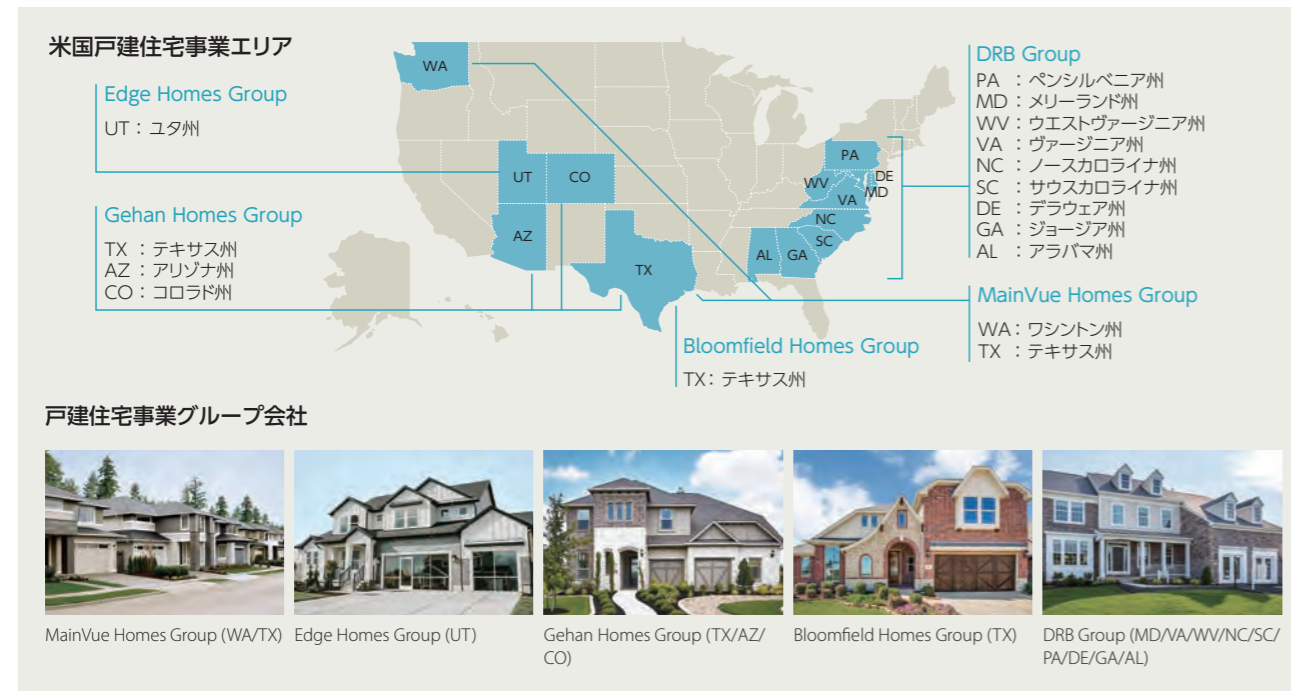 米国戸建住宅事業エリア
Edge Homes Group
UT：ユタ州
Gehan Homes Group
TX：テキサス州
AZ：アリゾナ州
CO：コロラド州
WA
UT
CO
AZ
TX
PA
WV
DE
MD
VA
NC
SC
AL
GA
DRB Group
PA：ペンシルベニア州
MD：メリーランド州
WV：ウエストヴァージニア州
VA：ヴァージニア州
NC：ノースカロライナ州
SC：サウスカロライナ州
DE：デラウェア州
GA：ジョージア州
AL：アラバマ州
MainVue Homes Group
WA：ワシントン州
TX：テキサス州
Bloomfield Homes Group
TX：テキサス州
戸建住宅事業グループ会社
MainVue Homes Group (WA/TX)
Edge Homes Group (UT)
Gehan Homes Group (TX/AZ/
CO)
Bloomfield Homes Group (TX)
DRB Group (MD/VA/WV/NC/SC/
PA/DE/GA/AL)